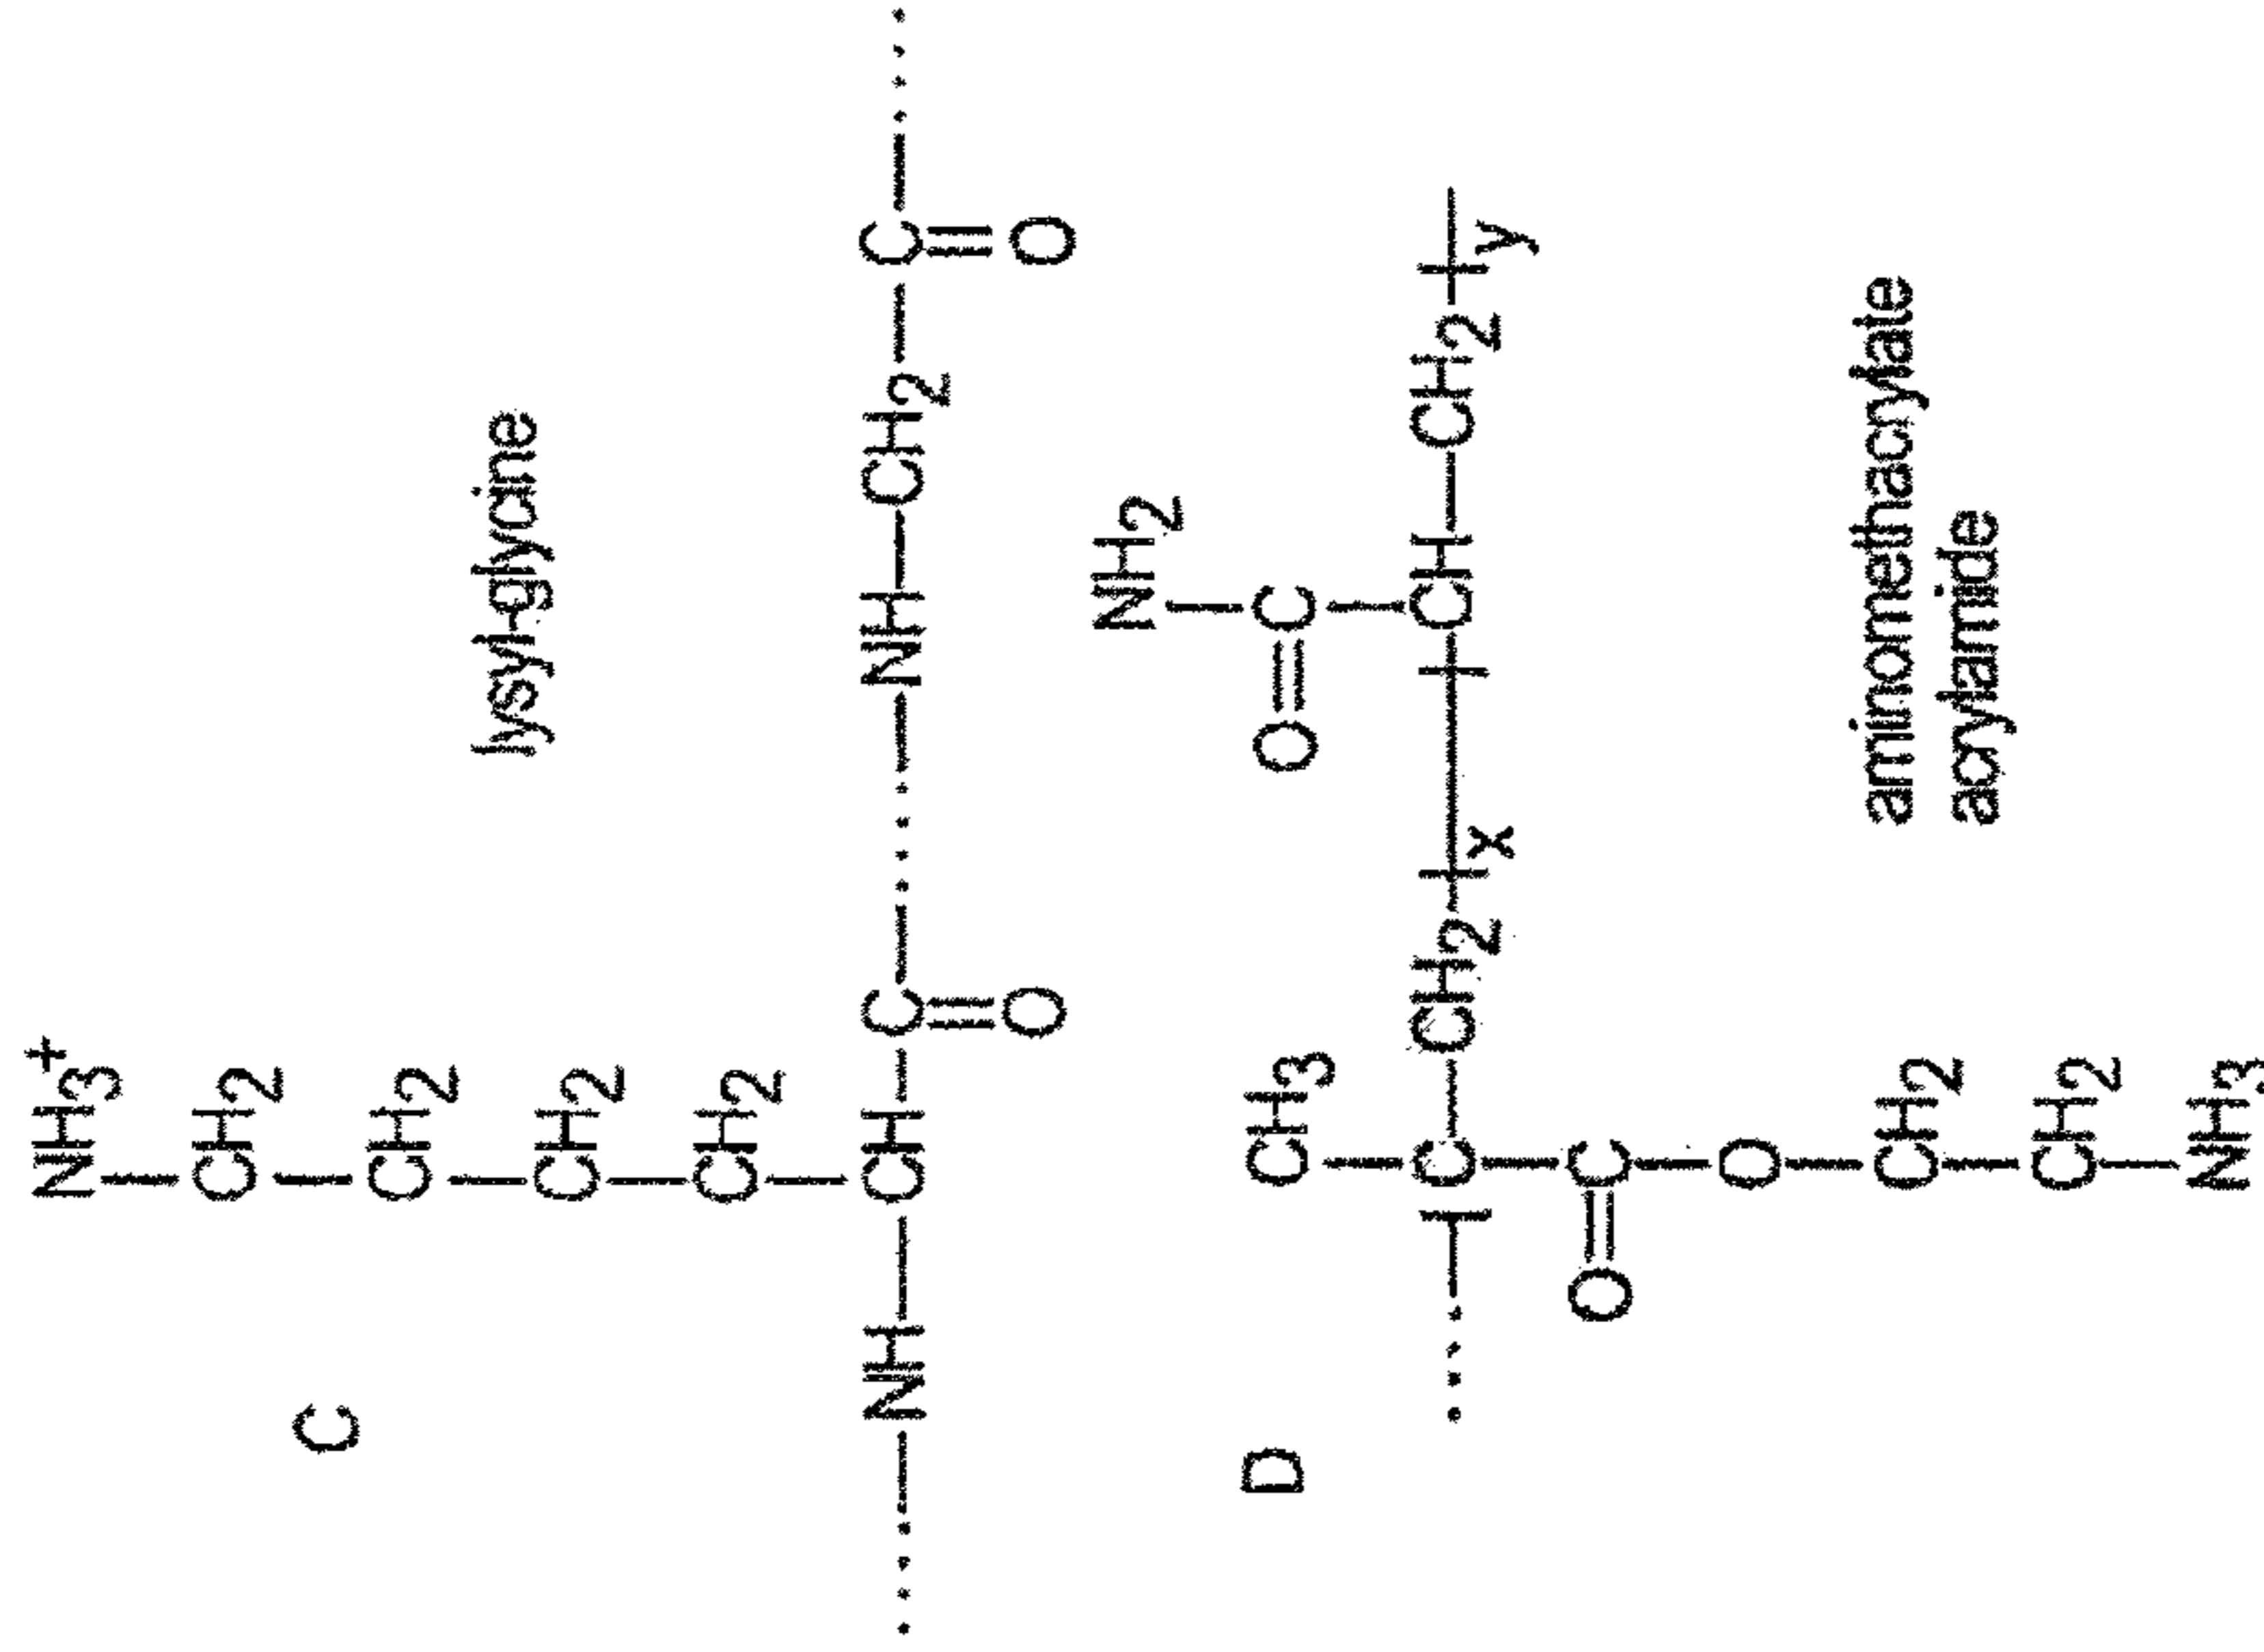 NH3+
CH2
C
CH2
lysyl-glycine
CH2
CH2
....—NH—CH—C—....—NH—CH2—C—....
O O
NH2
D CH3 O=C
....—C—CH2—x—CH—CH2—y
O=C
O
CH2 aminomethacrylate
acrylamide
CH2
NH3